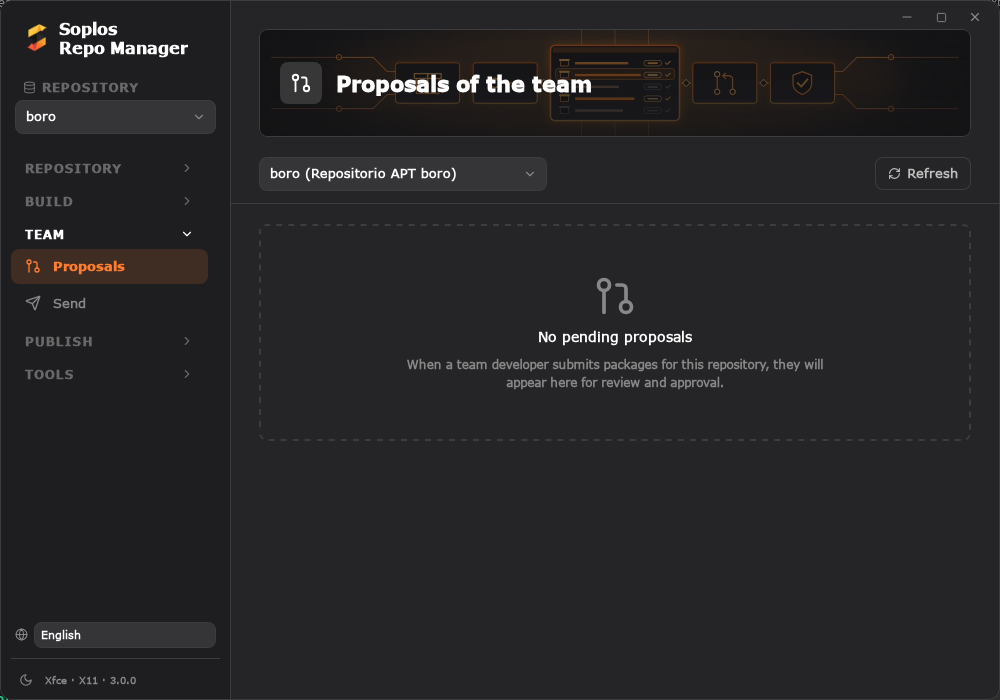 Soplos
Repo Manager
REPOSITORY
boro
REPOSITORY
BUILD
TEAM
Proposals
Send
PUBLISH
TOOLS
English
Xfce · X11 · 3.0.0
Proposals of the team
boro (Repositorio APT boro)
Refresh
No pending proposals
When a team developer submits packages for this repository, they will
appear here for review and approval.